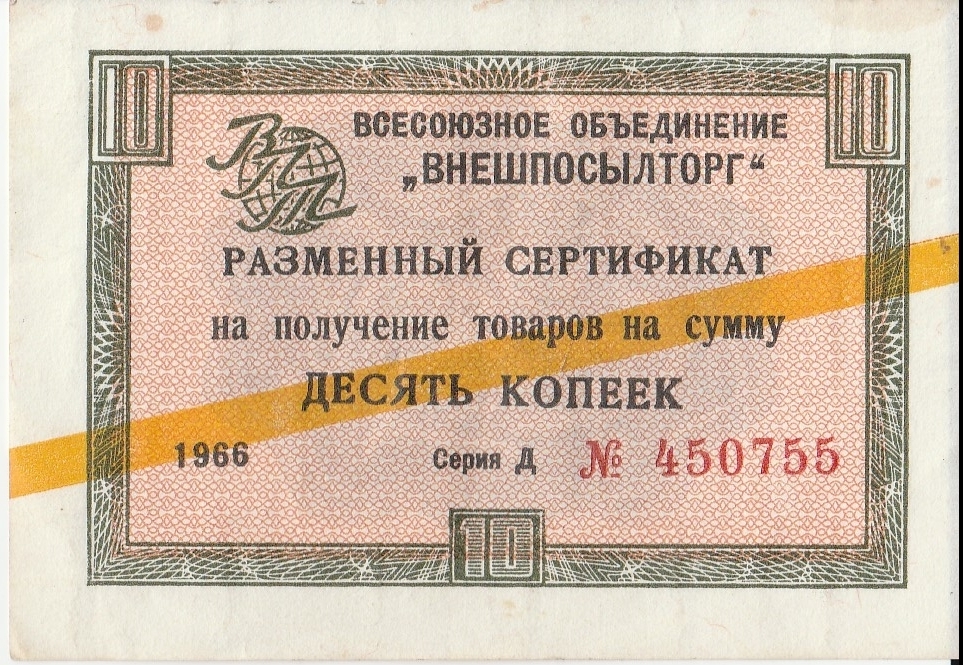 10 10
ВПТ
ВСЕСОЮЗНОЕ ОБЪЕДИНЕНИЕ
„ВНЕШПОСЫЛТОРГ“
РАЗМЕННЫЙ СЕРТИФИКАТ
на получение товаров на сумму
ДЕСЯТЬ КОПЕЕК
1966 Серия Д № 450755
10